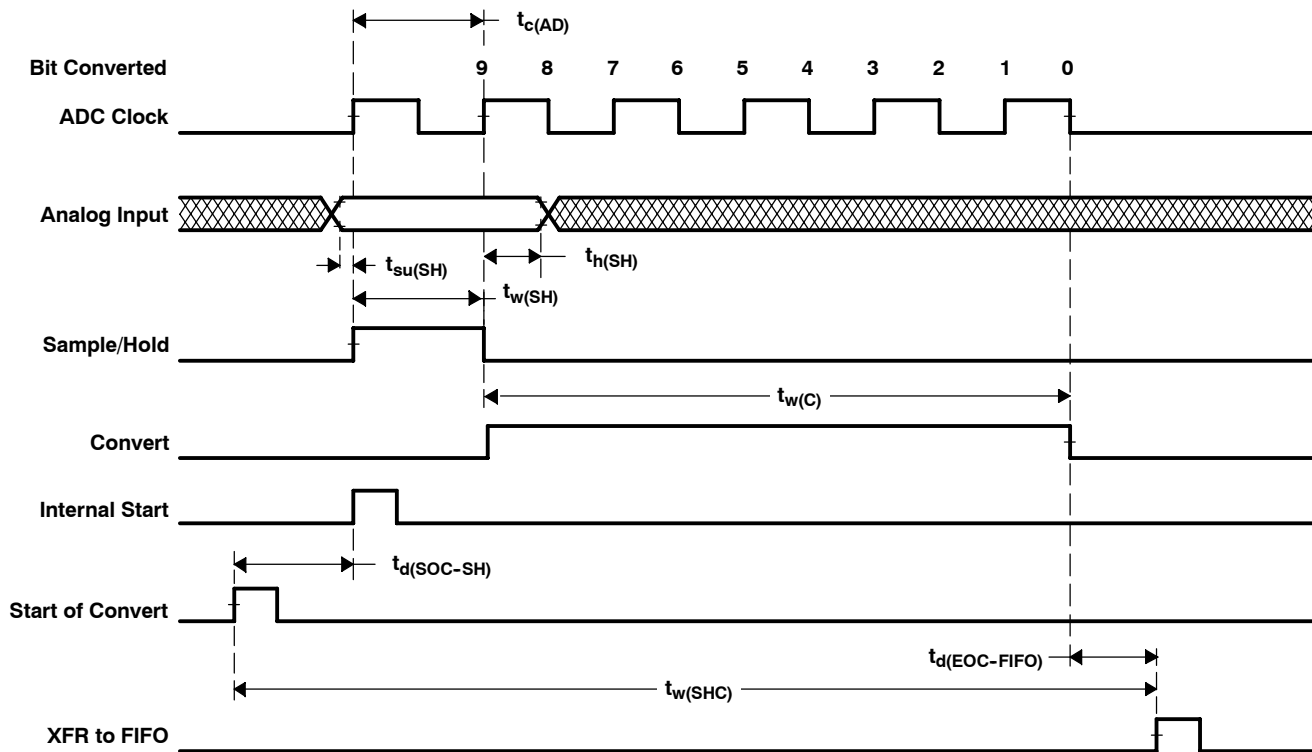 tc(AD)
Bit Converted 9 8 7 6 5 4 3 2 1 0
ADC Clock
Analog Input
tsu(SH)
th(SH)
tw(SH)
Sample/Hold
tw(C)
Convert
Internal Start
td(SOC-SH)
Start of Convert
td(EOC-FIFO)
tw(SHC)
XFR to FIFO